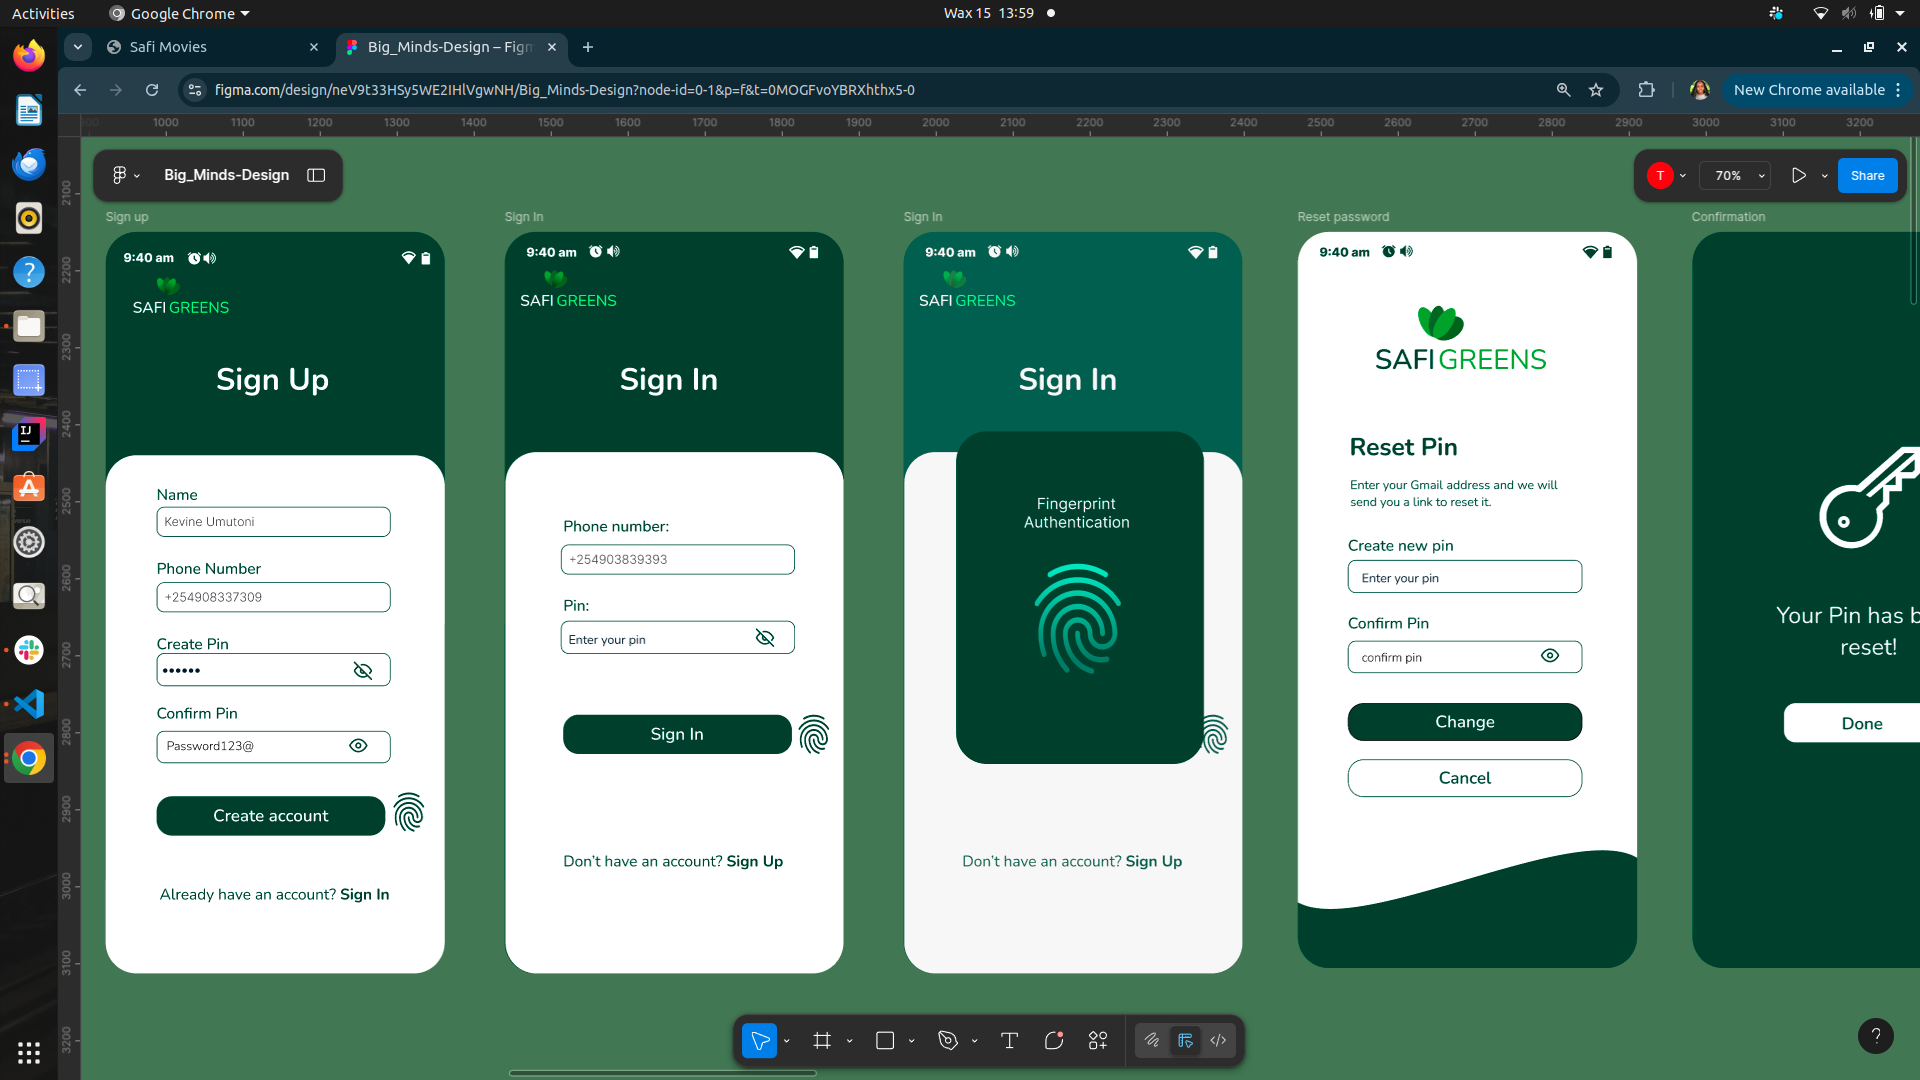 Activities
Google Chrome
Wax 15 13:59
Safi Movies
Big_Minds-Design – Figm
figma.com/design/neV9t33HSy5WE2IHlVgwNH/Big_Minds-Design?node-id=0-1&p=f&t=0MOGFvoYBRXhthx5-0
New Chrome available
900 1000 1100 1200 1300 1400 1500 1600 1700 1800 1900 2000 2100 2200 2300 2400 2500 2600 2700 2800 2900 3000 3100 3200
2100
2200
2300
2400
2500
2600
2700
2800
2900
3000
3100
3200
Big_Minds-Design
T
70%
Share
Sign up
9:40 am
SAFI GREENS
Sign Up
Name
Kevine Umutoni
Phone Number
+254908337309
Create Pin
••••••
Confirm Pin
Password123@
Create account
Already have an account? Sign In
Sign In
9:40 am
SAFI GREENS
Sign In
Phone number:
+254903839393
Pin:
Enter your pin
Sign In
Don't have an account? Sign Up
Sign In
9:40 am
SAFI GREENS
Sign In
Fingerprint
Authentication
Don't have an account? Sign Up
Reset password
9:40 am
SAFI GREENS
Reset Pin
Enter your Gmail address and we will
send you a link to reset it.
Create new pin
Enter your pin
Confirm Pin
confirm pin
Change
Cancel
Confirmation
Your Pin has b
reset!
Done
IJ
?
?